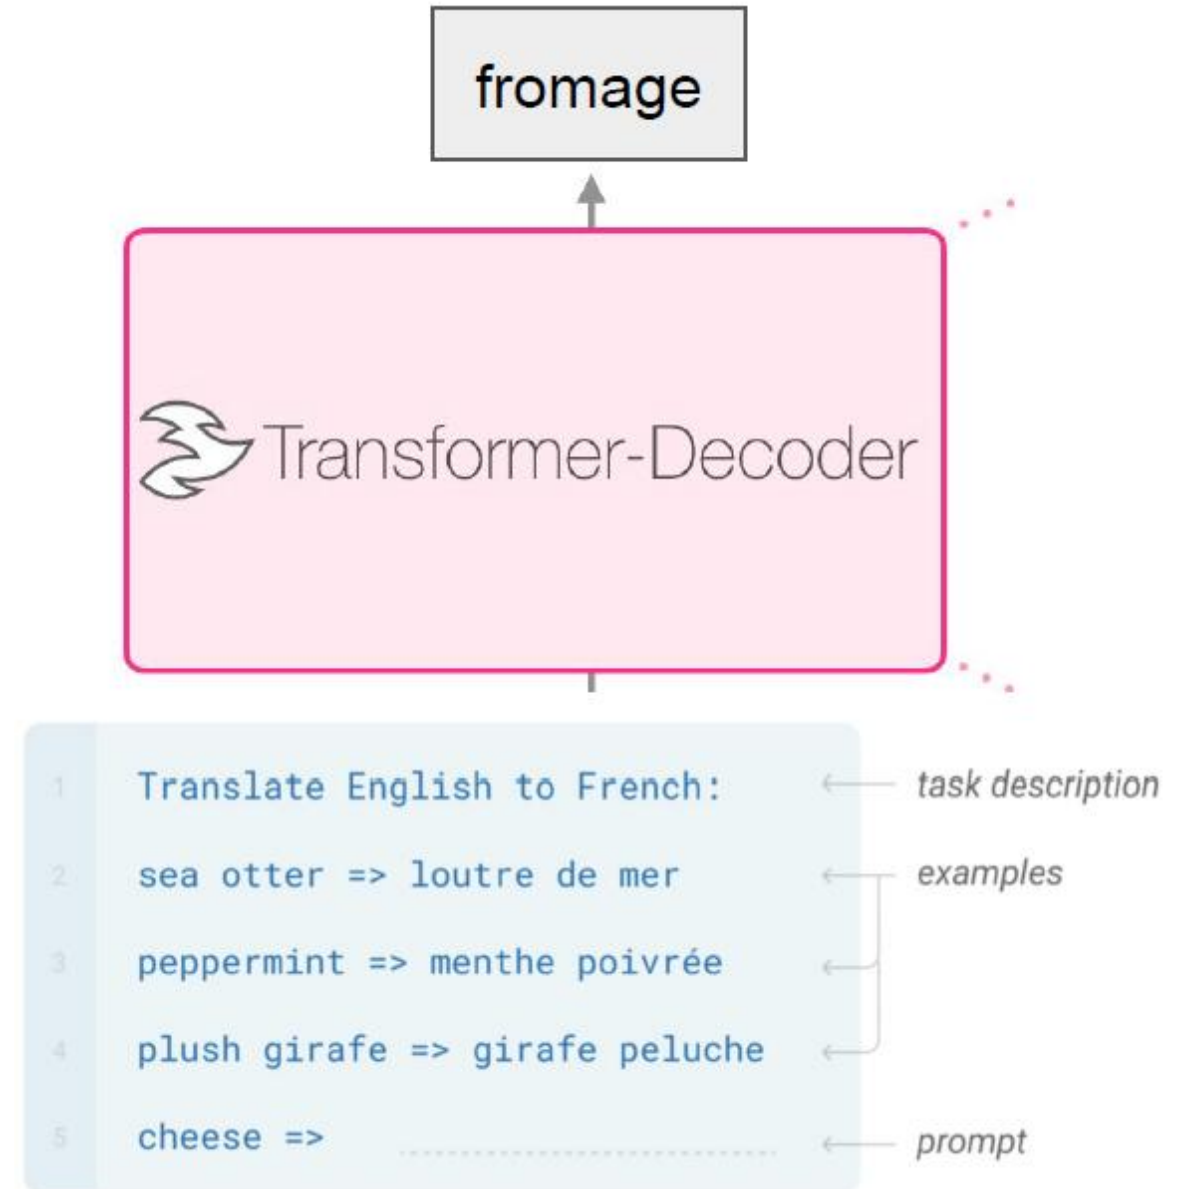 fromage
Transformer-Decoder
1 Translate English to French: task description
2 sea otter => loutre de mer examples
3 peppermint => menthe poivrée
4 plush girafe => girafe peluche
5 cheese => prompt